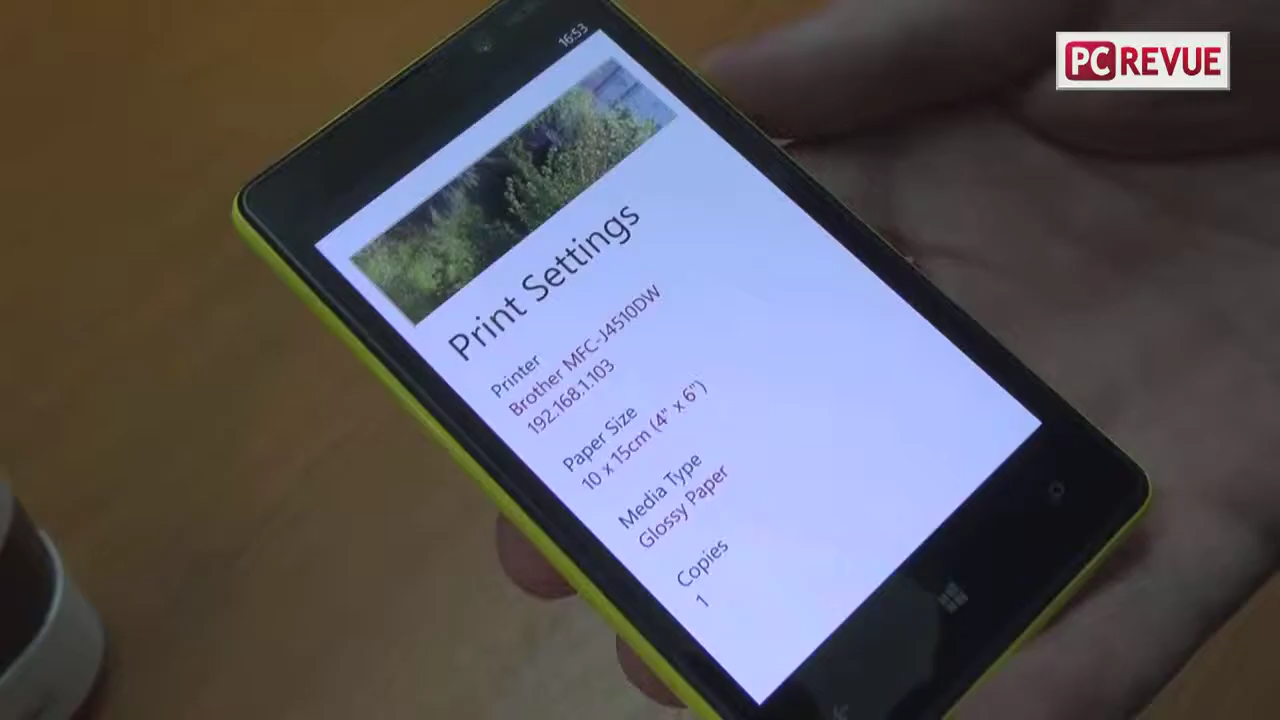 PC REVUE
16:53
Print Settings
Printer
Brother MFC-J4510DW
192.168.1.103
Paper Size
10 x 15cm (4" x 6")
Media Type
Glossy Paper
Copies
1